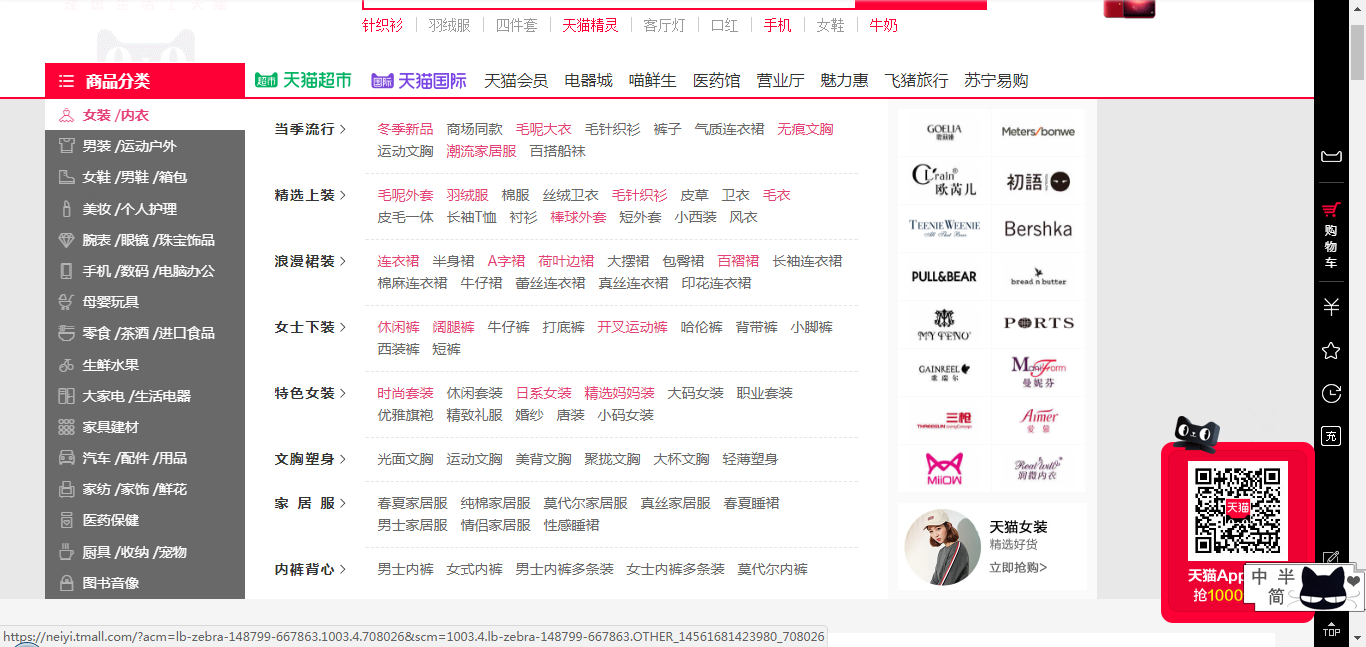 针织衫 羽绒服 四件套 天猫精灵 客厅灯 口红 手机 女鞋 牛奶
商品分类 超市 天猫超市 国际 天猫国际 天猫会员 电器城 喵鲜生 医药馆 营业厅 魅力惠 飞猪旅行 苏宁易购
女装 /内衣
男装 /运动户外
女鞋 /男鞋 /箱包
美妆 /个人护理
腕表 /眼镜 /珠宝饰品
手机 /数码 /电脑办公
母婴玩具
零食 /茶酒 /进口食品
生鲜水果
大家电 /生活电器
家具建材
汽车 /配件 /用品
家纺 /家饰 /鲜花
医药保健
厨具 /收纳 /宠物
图书音像
当季流行 > 冬季新品 商场同款 毛呢大衣 毛针织衫 裤子 气质连衣裙 无痕文胸
运动文胸 潮流家居服 百搭船袜
精选上装 > 毛呢外套 羽绒服 棉服 丝绒卫衣 毛针织衫 皮草 卫衣 毛衣
皮毛一体 长袖T恤 衬衫 棒球外套 短外套 小西装 风衣
浪漫裙装 > 连衣裙 半身裙 A字裙 荷叶边裙 大摆裙 包臀裙 百褶裙 长袖连衣裙
棉麻连衣裙 牛仔裙 蕾丝连衣裙 真丝连衣裙 印花连衣裙
女士下装 > 休闲裤 阔腿裤 牛仔裤 打底裤 开叉运动裤 哈伦裤 背带裤 小脚裤
西装裤 短裤
特色女装 > 时尚套装 休闲套装 日系女装 精选妈妈装 大码女装 职业套装
优雅旗袍 精致礼服 婚纱 唐装 小码女装
文胸塑身 > 光面文胸 运动文胸 美背文胸 聚拢文胸 大杯文胸 轻薄塑身
家 居 服 > 春夏家居服 纯棉家居服 莫代尔家居服 真丝家居服 春夏睡裙
男士家居服 情侣家居服 性感睡裙
内裤背心 > 男士内裤 女式内裤 男士内裤多条装 女士内裤多条装 莫代尔内裤
GOELIA
Meters/bonwe
Crain®
欧芮儿
初語
TEENIE WEENIE
Bershka
PULL&BEAR
bread n butter
MY TENO
PORTS
GAINREEL
歌瑞尔
ManiForm
曼妮芬
三枪
THREEGUN
Aimer
爱慕
MiiOW
润微内衣
天猫女装
精选好货
立即抢购>
购物车
充
天猫
天猫App
抢1000
中 半
简
TOP
https://neiyi.tmall.com/?acm=lb-zebra-148799-667863.1003.4.708026&scm=1003.4.lb-zebra-148799-667863.OTHER_14561681423980_708026